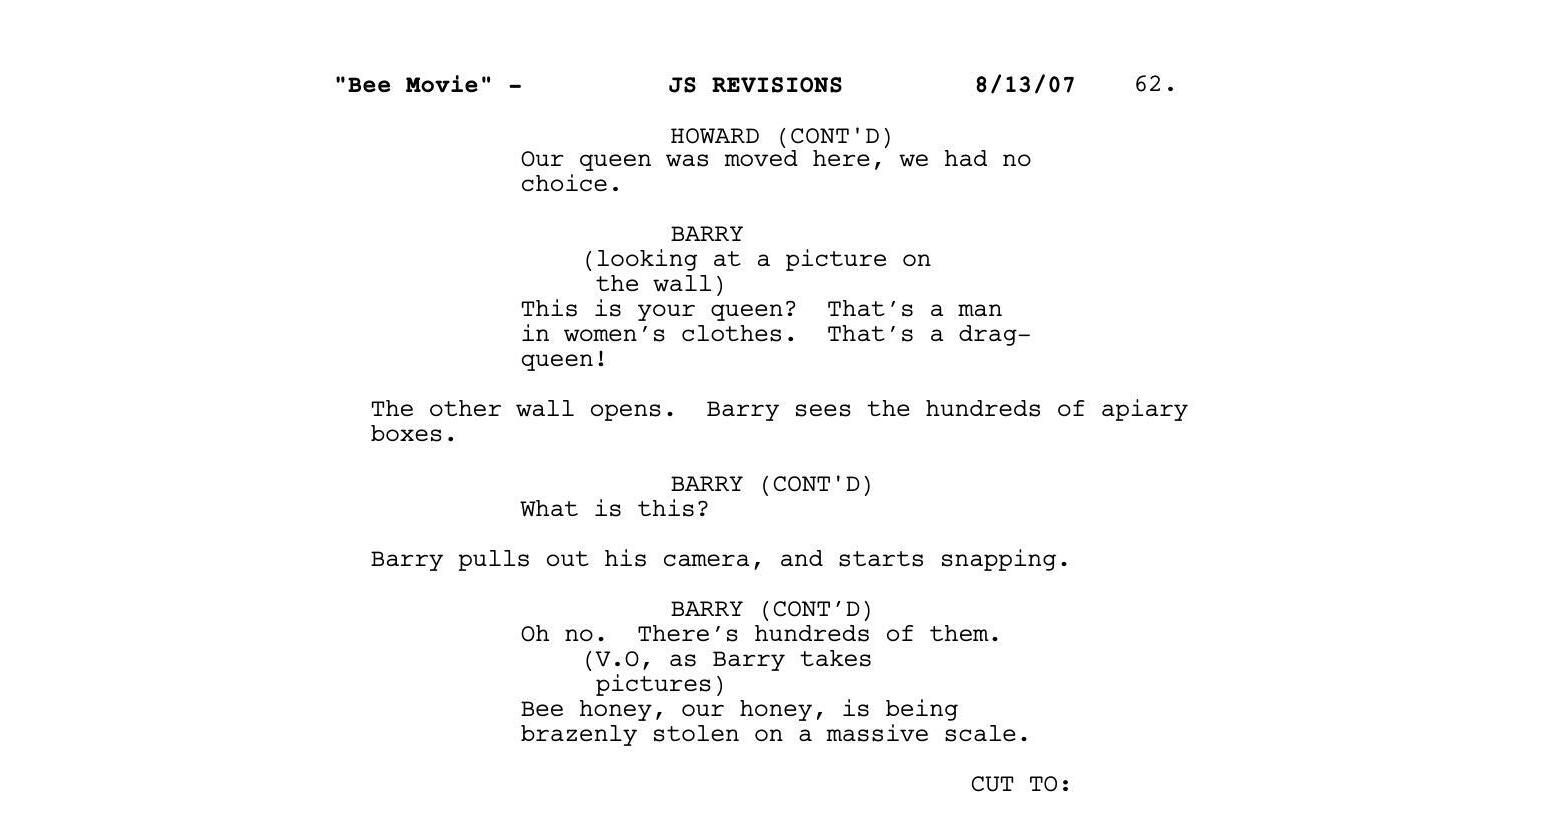 "Bee Movie" - JS REVISIONS 8/13/07 62.
HOWARD (CONT'D)
Our queen was moved here, we had no
choice.
BARRY
(looking at a picture on
the wall)
This is your queen? That’s a man
in women’s clothes. That’s a drag-
queen!
The other wall opens. Barry sees the hundreds of apiary
boxes.
BARRY (CONT'D)
What is this?
Barry pulls out his camera, and starts snapping.
BARRY (CONT’D)
Oh no. There’s hundreds of them.
(V.O, as Barry takes
pictures)
Bee honey, our honey, is being
brazenly stolen on a massive scale.
CUT TO: